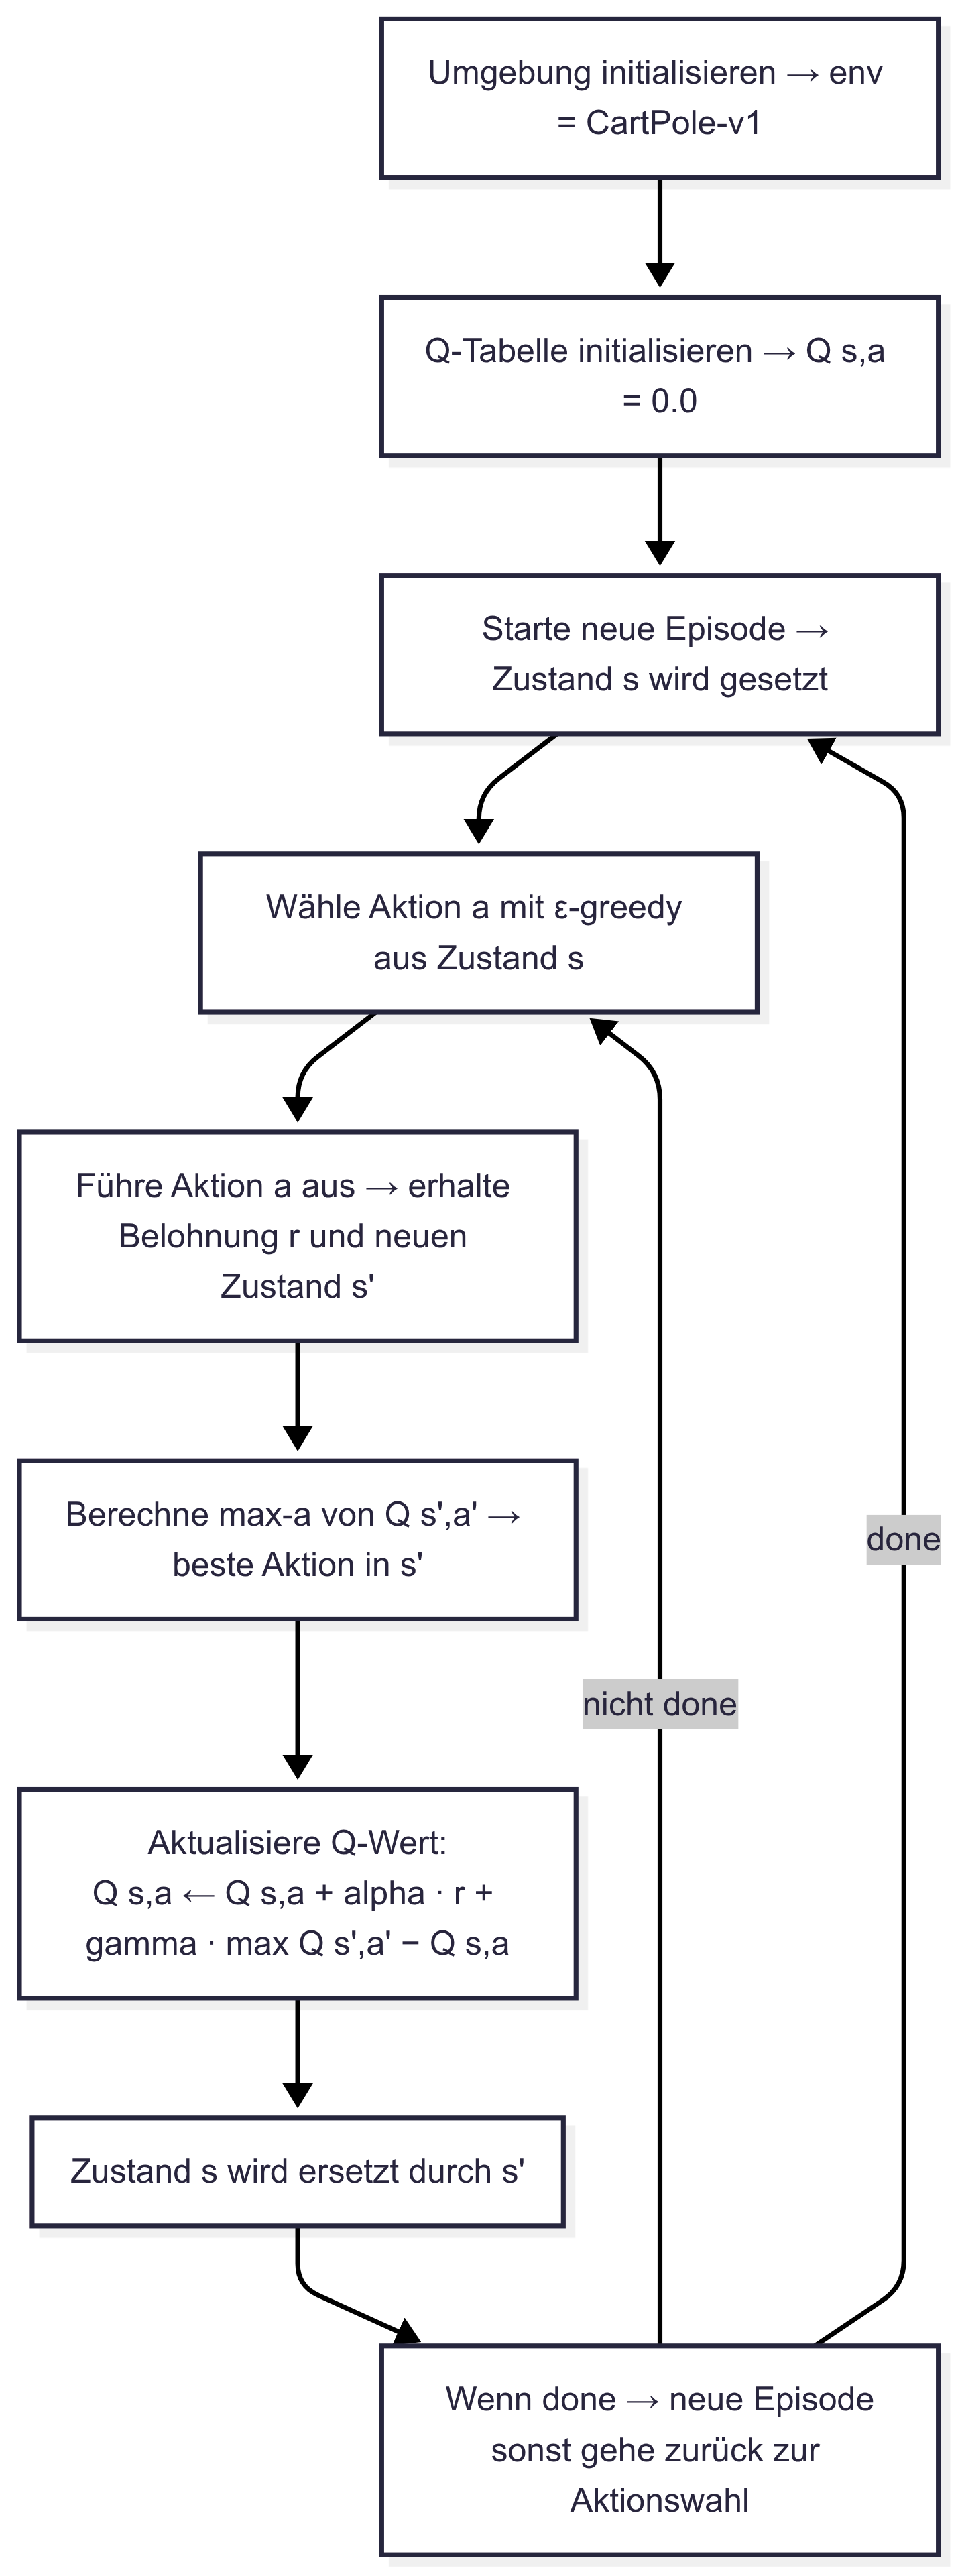 Umgebung initialisieren → env
= CartPole-v1
Q-Tabelle initialisieren → Q s,a
= 0.0
Starte neue Episode →
Zustand s wird gesetzt
Wähle Aktion a mit ε-greedy
aus Zustand s
Führe Aktion a aus → erhalte
Belohnung r und neuen
Zustand s'
Berechne max-a von Q s',a' →
beste Aktion in s'
done
nicht done
Aktualisiere Q-Wert:
Q s,a ← Q s,a + alpha · r +
gamma · max Q s',a' − Q s,a
Zustand s wird ersetzt durch s'
Wenn done → neue Episode
sonst gehe zurück zur
Aktionswahl